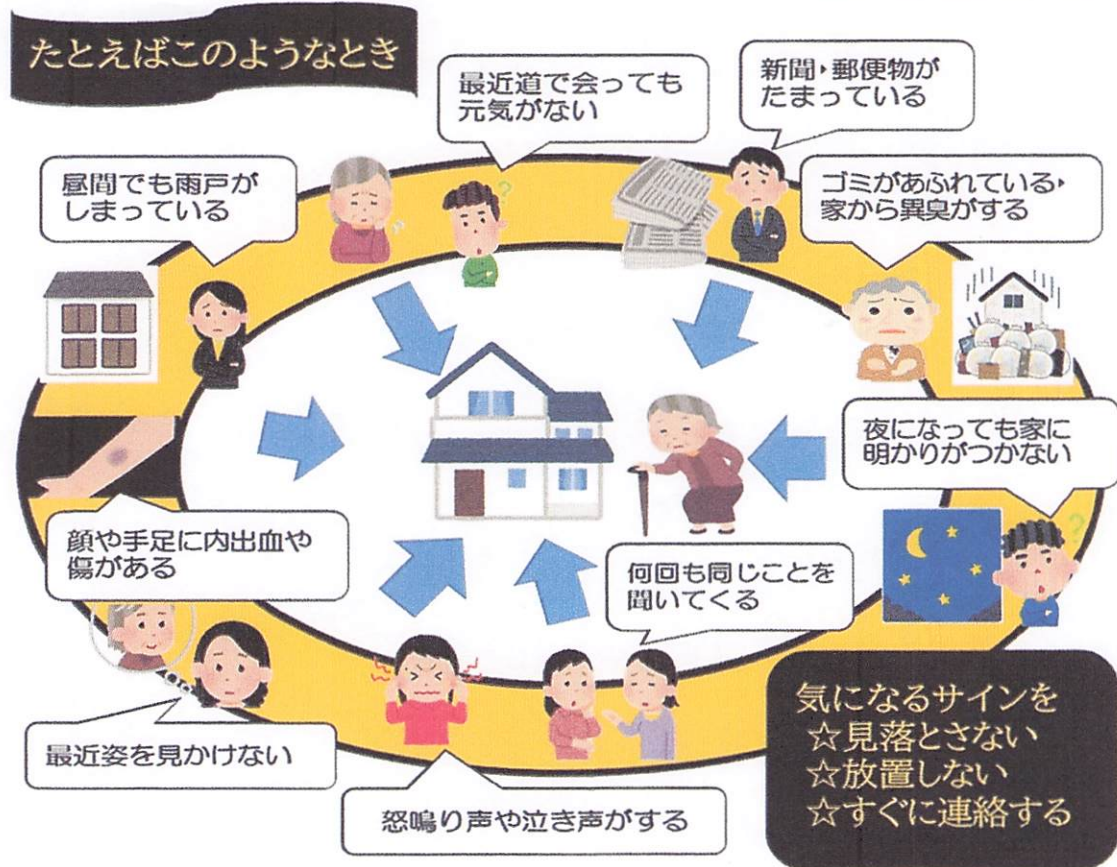 たとえばこのようなとき
最近道で会っても
元気がない
新聞・郵便物が
たまっている
昼間でも雨戸が
しまっている
ゴミがあふれている・
家から異臭がする
夜になっても家に
明かりがつかない
顔や手足に内出血や
傷がある
何回も同じことを
聞いてくる
最近姿を見かけない
怒鳴り声や泣き声がする
気になるサインを
☆見落とさない
☆放置しない
☆すぐに連絡する